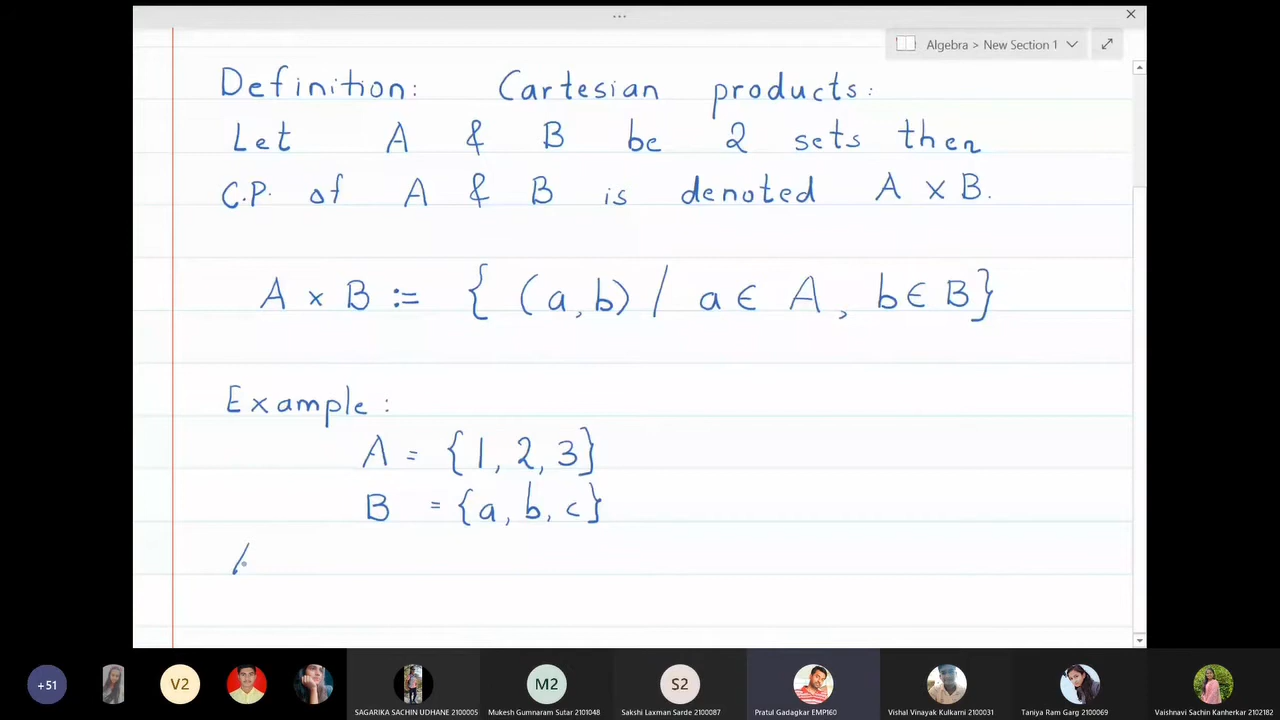 ...
Algebra > New Section 1
Definition: Cartesian products:
Let A & B be 2 sets then
C.P. of A & B is denoted A × B.
A × B := { (a, b) / a ∈ A, b ∈ B}
Example:
A = {1, 2, 3}
B = {a, b, c}
+51
V2
M2
S2
SAGARIKA SACHIN UDHANE 2100005
Mukesh Gumnaram Sutar 2101048
Sakshi Laxman Sarde 2100087
Pratul Gadagkar EMP160
Vishal Vinayak Kulkarni 2100031
Taniya Ram Garg 2100069
Vaishnavi Sachin Kanherkar 2102182